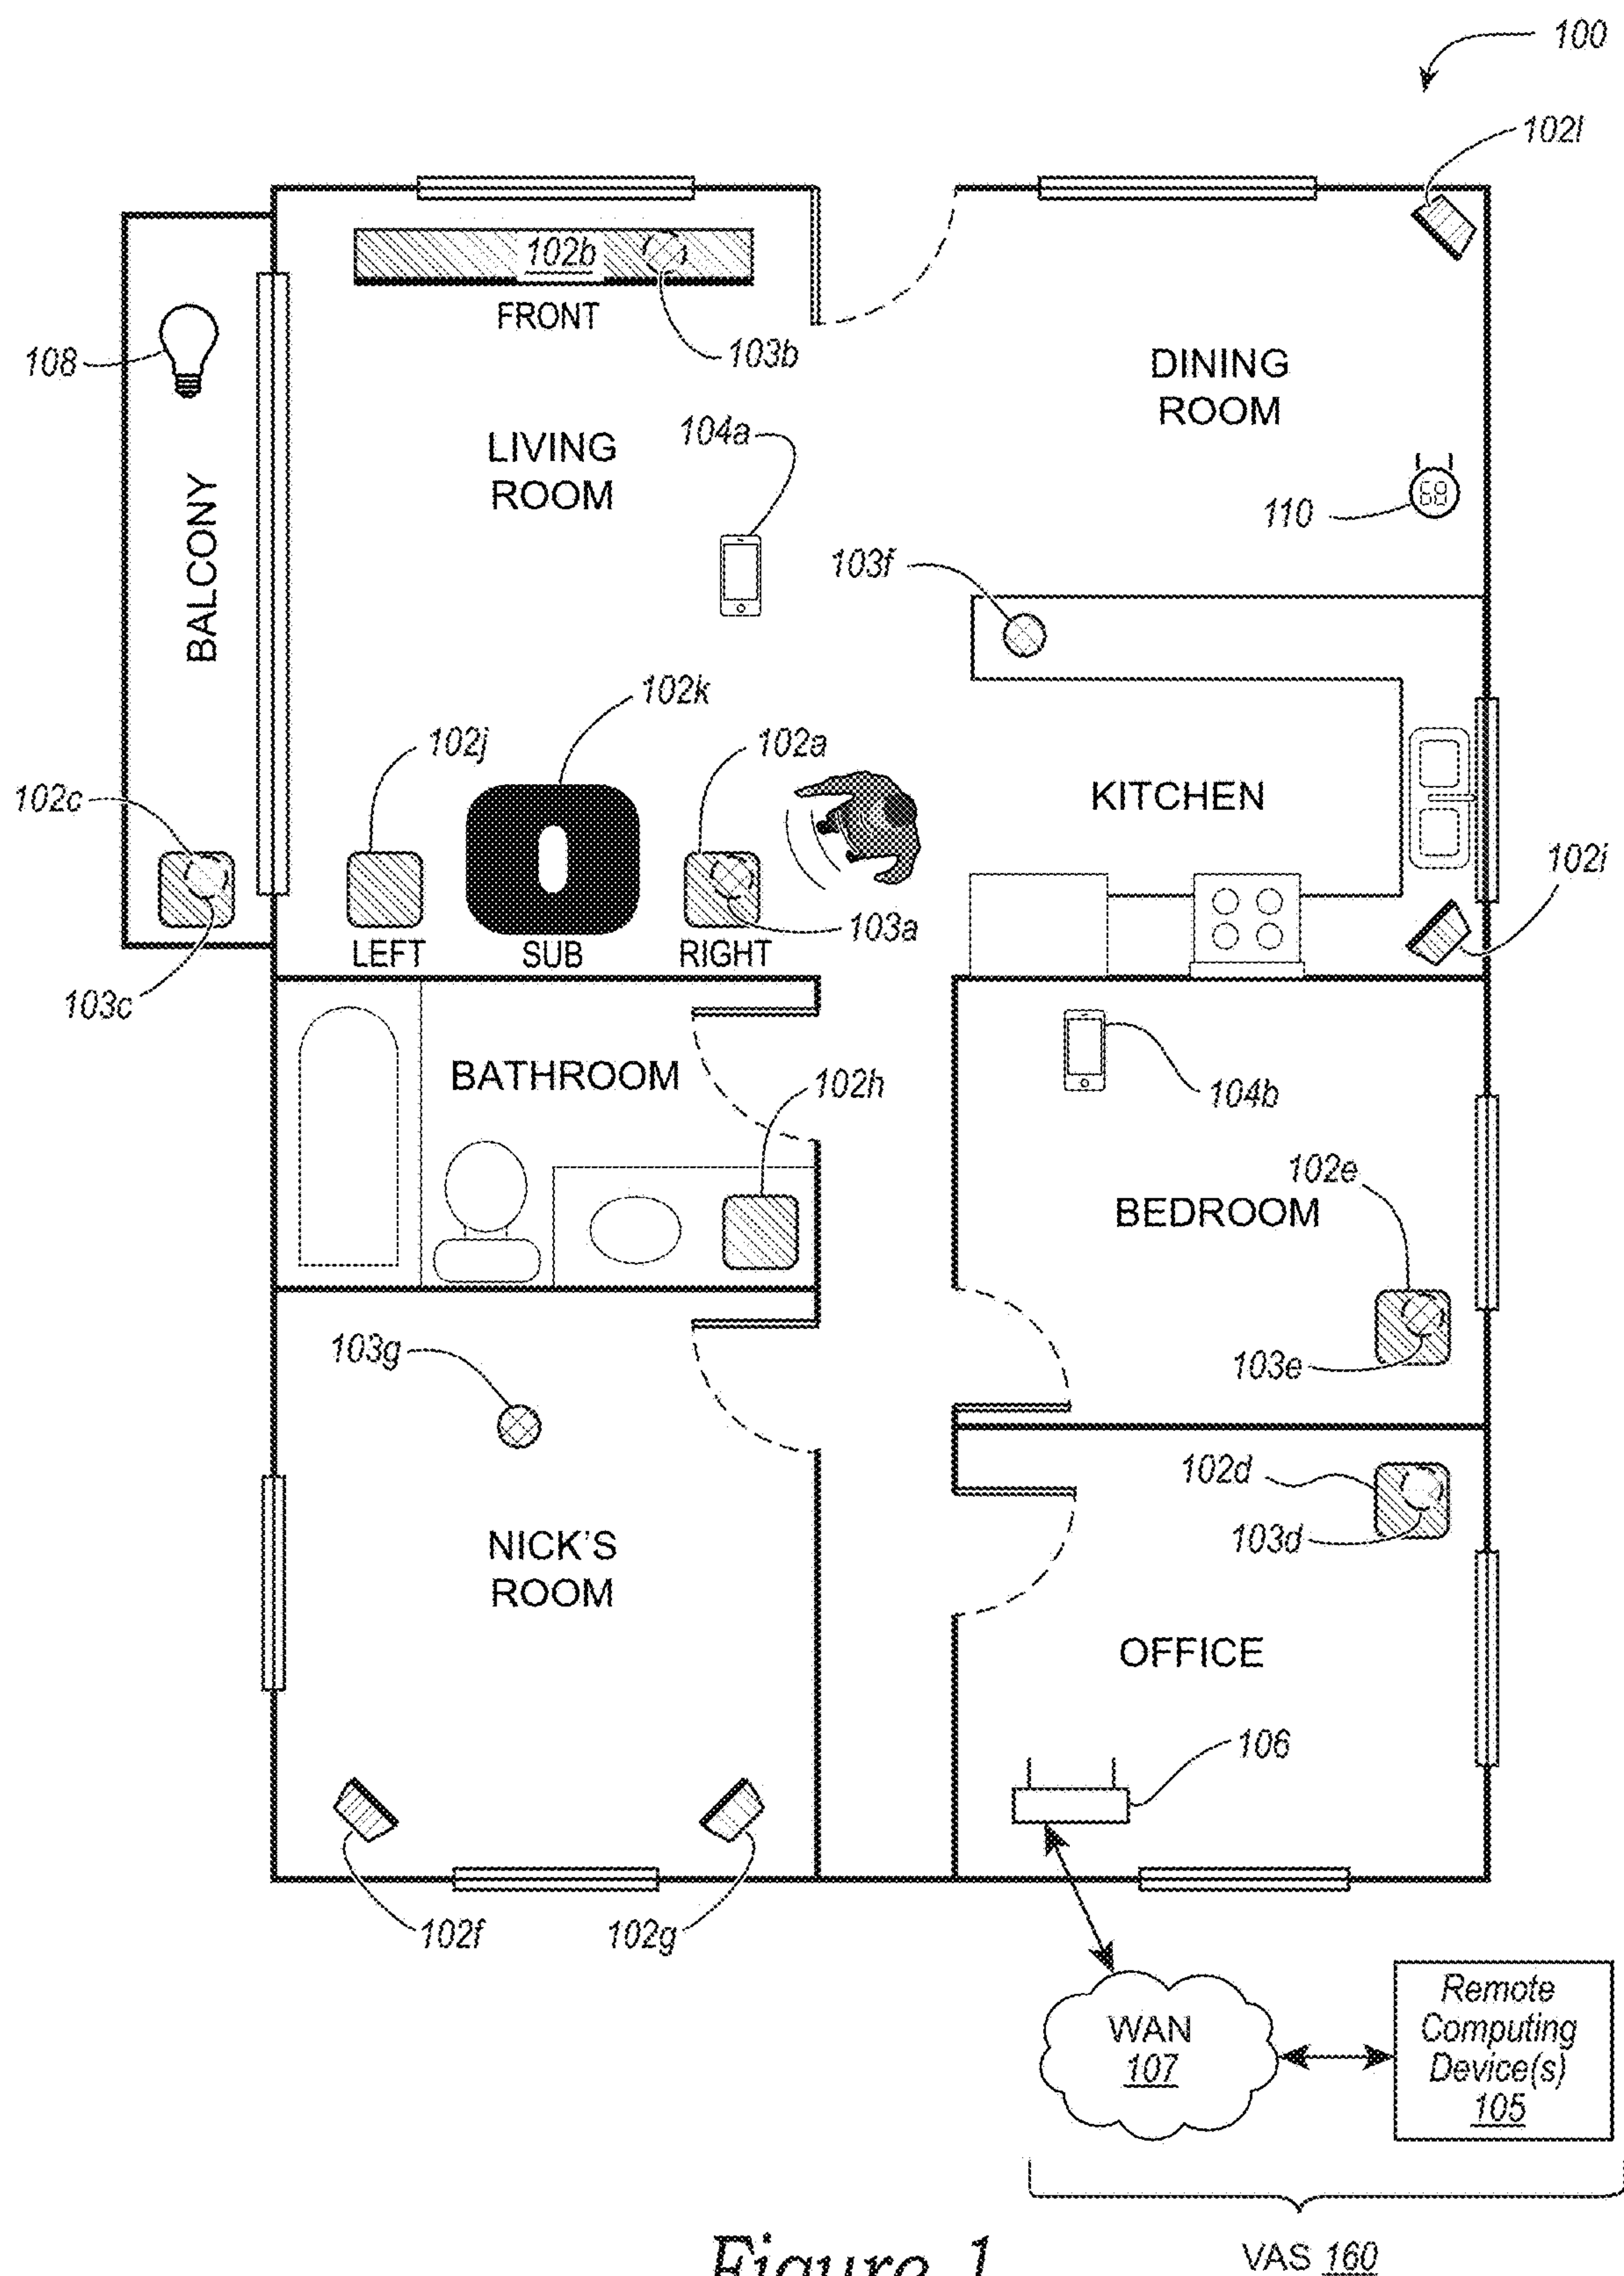 100
102l
102b
FRONT
103b
108
DINING
ROOM
LIVING
ROOM
104a
BALCONY
110
69
103f
102k
102j
102a
KITCHEN
102c
102i
103a
LEFT
SUB
RIGHT
103c
BATHROOM
102h
104b
102e
BEDROOM
103g
103e
102d
103d
NICK'S
ROOM
OFFICE
106
102f
102g
WAN
107
Remote
Computing
Device(s)
105
VAS 160
Figure 1